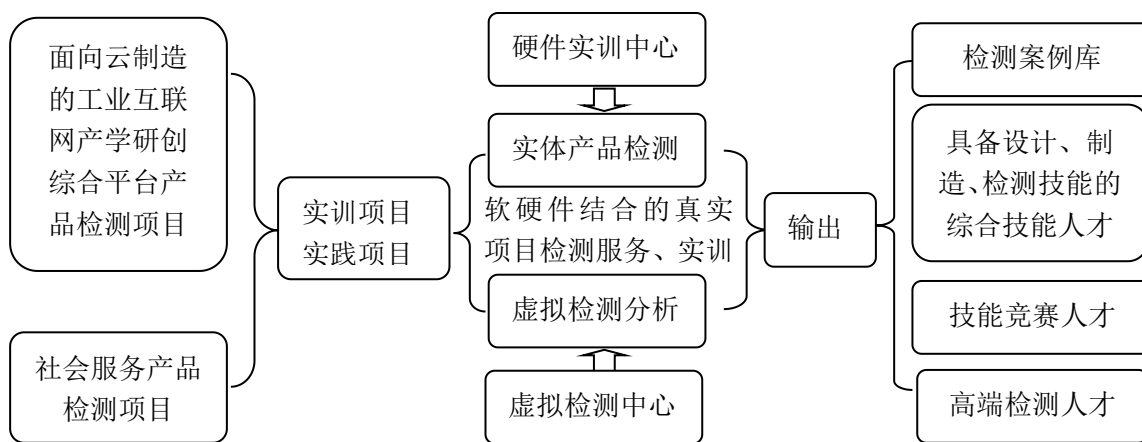 面向云制造
的工业互联
网产学研创
综合平台产
品检测项目
社会服务产品
检测项目
实训项目
实践项目
硬件实训中心
实体产品检测
软硬件结合的真实
项目检测服务、实训
虚拟检测分析
虚拟检测中心
输出
检测案例库
具备设计、制
造、检测技能的
综合技能人才
技能竞赛人才
高端检测人才